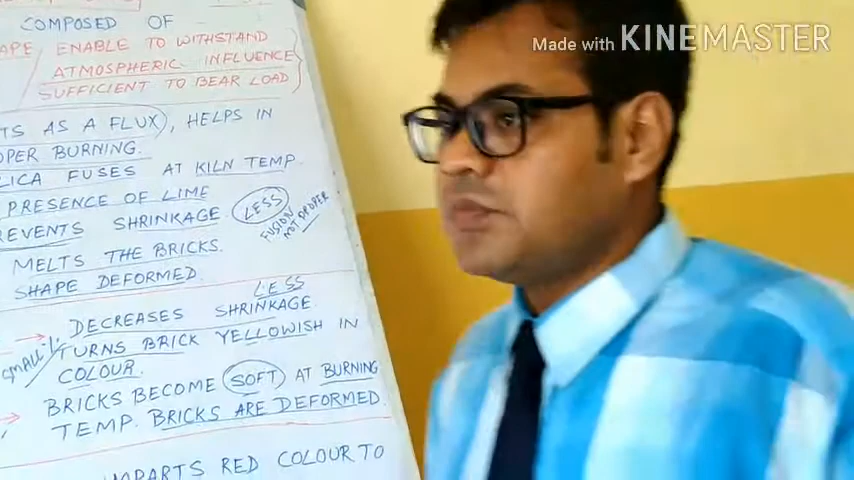 Made with KINEMASTER
COMPOSED OF
ENABLE TO WITHSTAND
ATMOSPHERIC INFLUENCE
SUFFICIENT TO BEAR LOAD
AS A FLUX, HELPS IN
BURNING.
FUSES AT KILN TEMP.
PRESENCE OF LIME
SHRINKAGE LESS
FUSION
NOT PROPER
MELTS THE BRICKS.
SHAPE DEFORMED.
LESS
DECREASES SHRINKAGE.
SMALL TURNS BRICK YELLOWISH IN
COLOUR.
BRICKS BECOME SOFT AT BURNING
TEMP. BRICKS ARE DEFORMED.
RED COLOUR TO